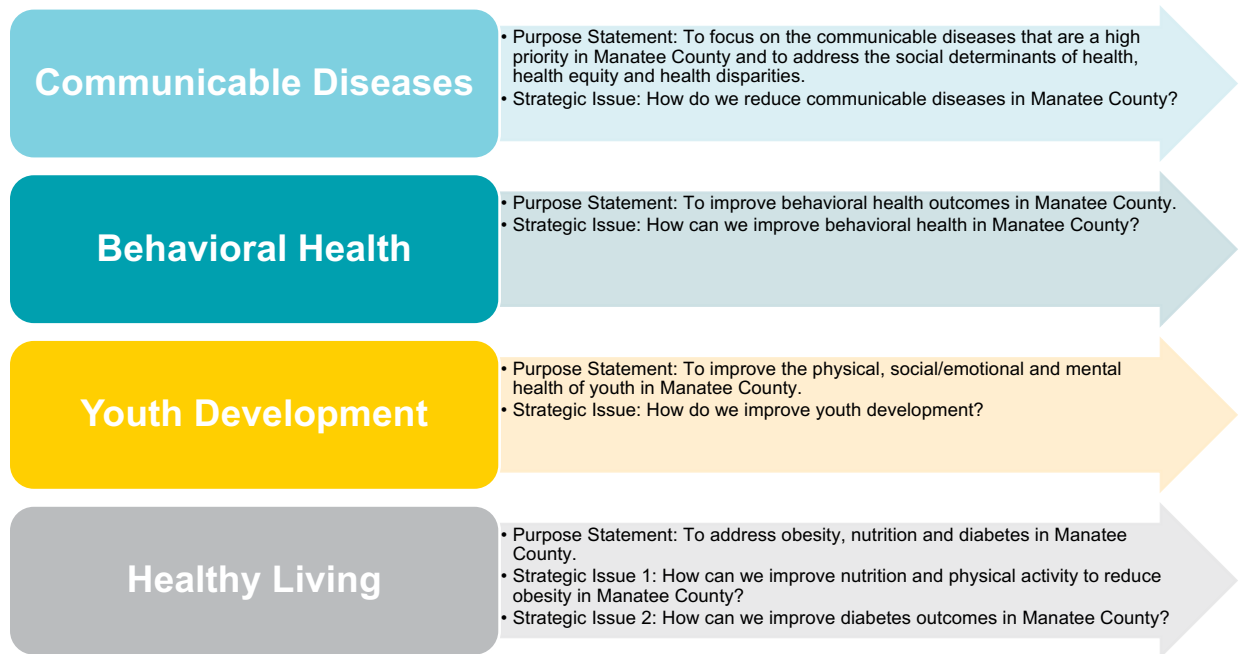 Communicable Diseases
• Purpose Statement: To focus on the communicable diseases that are a high
priority in Manatee County and to address the social determinants of health,
health equity and health disparities.
• Strategic Issue: How do we reduce communicable diseases in Manatee County?
Behavioral Health
• Purpose Statement: To improve behavioral health outcomes in Manatee County.
• Strategic Issue: How can we improve behavioral health in Manatee County?
Youth Development
• Purpose Statement: To improve the physical, social/emotional and mental
health of youth in Manatee County.
• Strategic Issue: How do we improve youth development?
Healthy Living
• Purpose Statement: To address obesity, nutrition and diabetes in Manatee
County.
• Strategic Issue 1: How can we improve nutrition and physical activity to reduce
obesity in Manatee County?
• Strategic Issue 2: How can we improve diabetes outcomes in Manatee County?